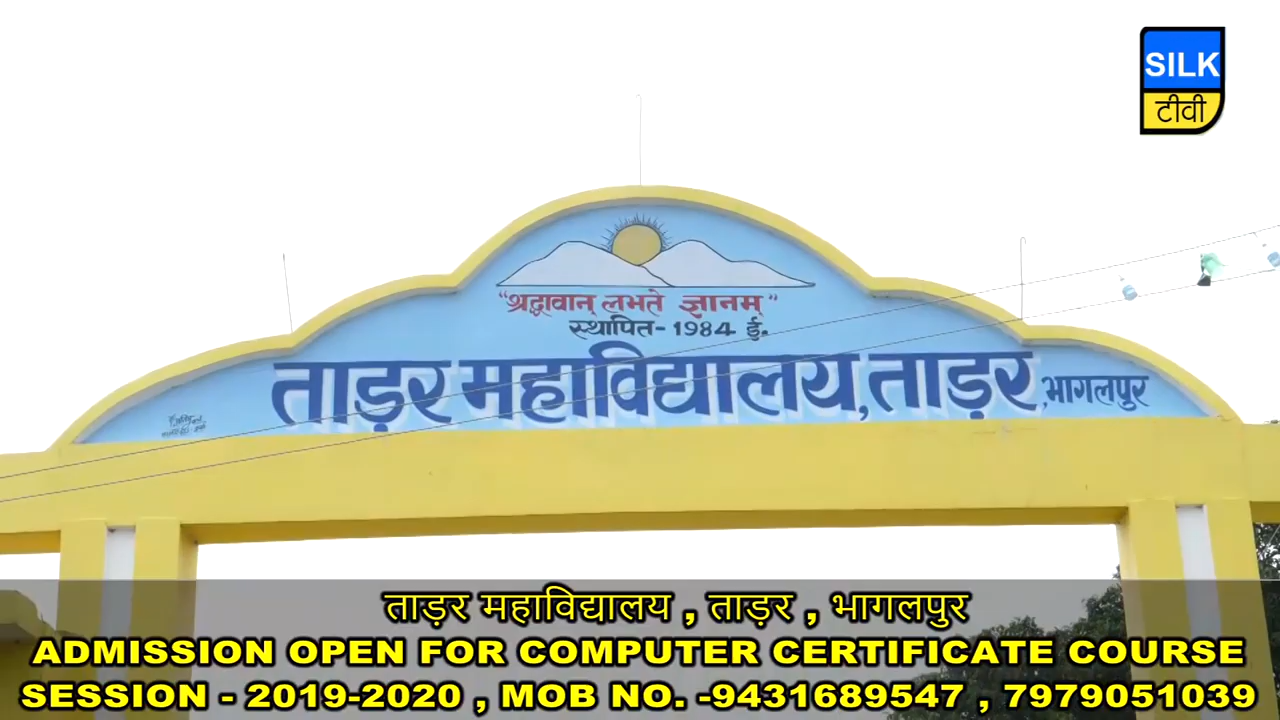 SILK
टीवी
"श्रद्धावान् लभते ज्ञानम्"
स्थापित- 1984 ई.
ताड़र महाविद्यालय, ताड़र, भागलपुर
ताड़र महाविद्यालय , ताड़र , भागलपुर
ADMISSION OPEN FOR COMPUTER CERTIFICATE COURSE
SESSION - 2019-2020 , MOB NO. -9431689547 , 7979051039